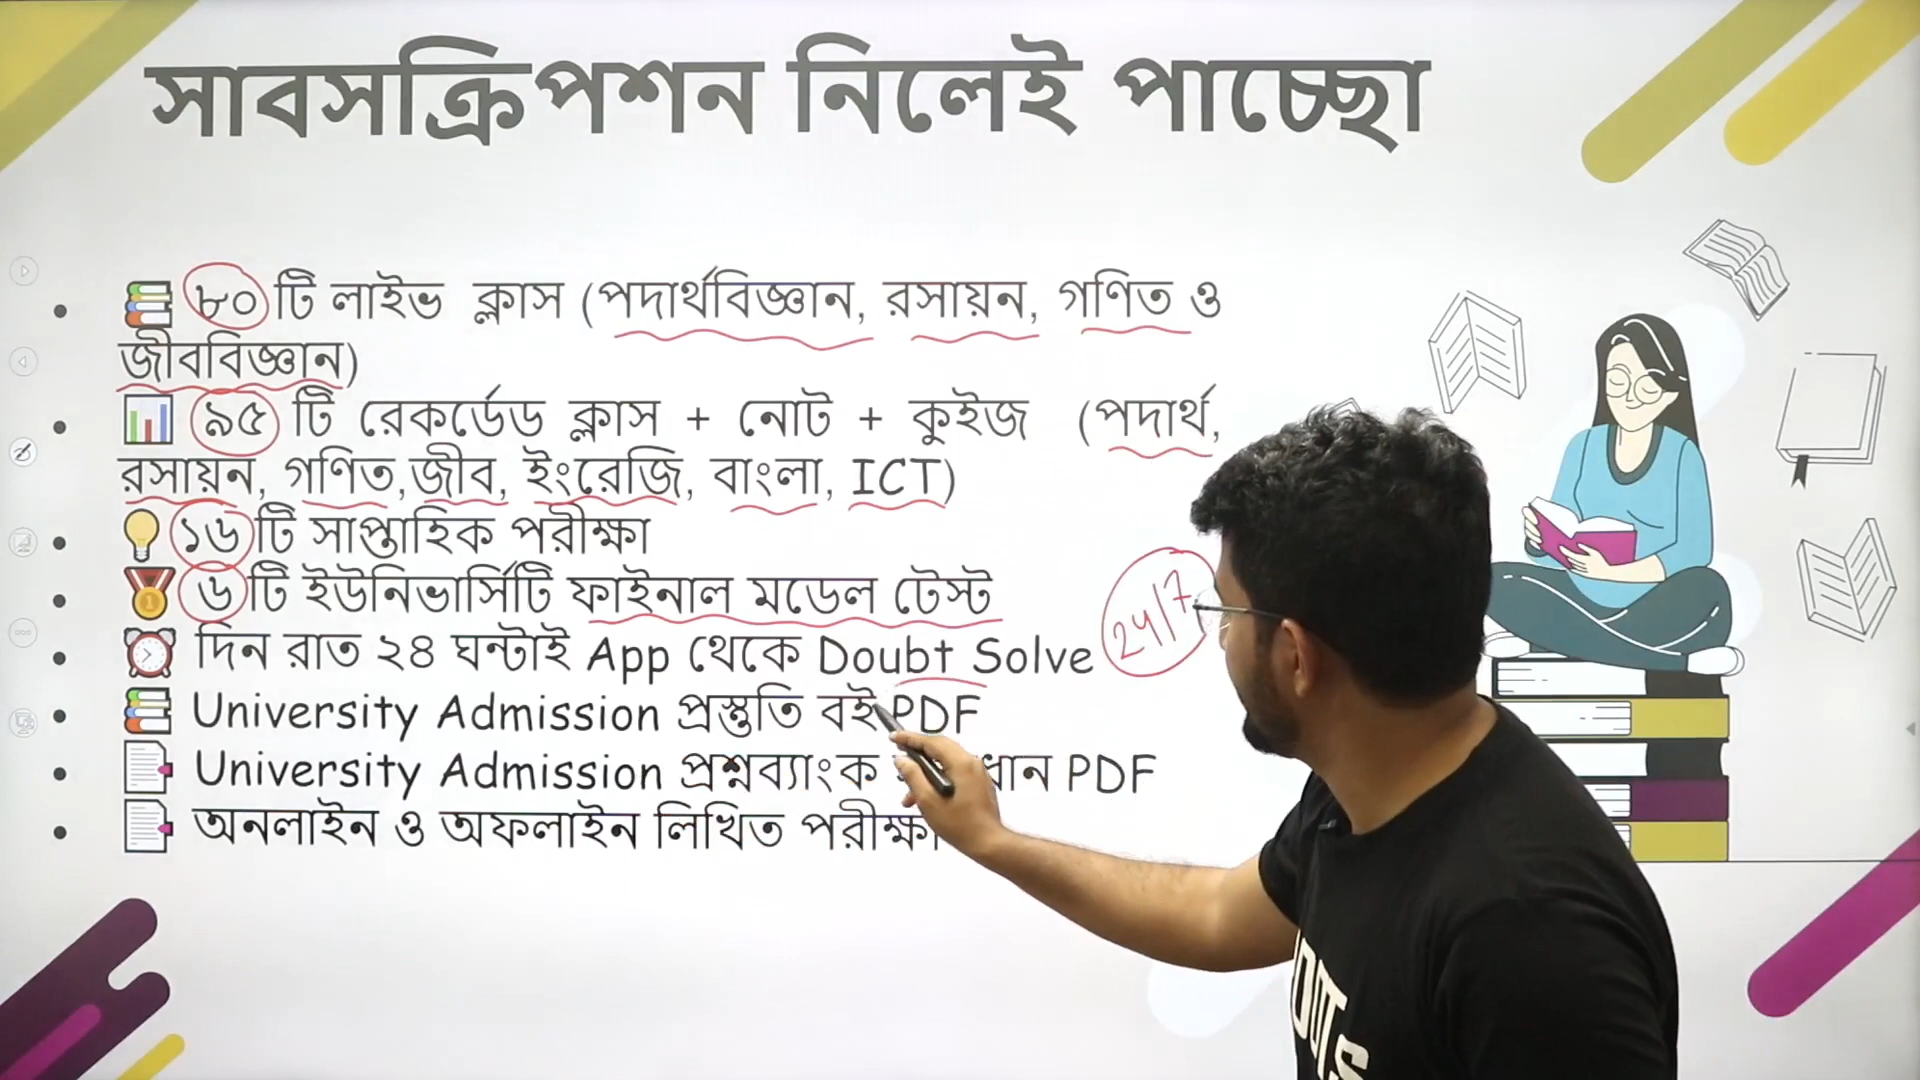 সাবসক্রিপশন নিলেই পাচ্ছো
৮০ টি লাইভ ক্লাস (পদার্থবিজ্ঞান, রসায়ন, গণিত ও
জীববিজ্ঞান)
৯৫ টি রেকর্ডেড ক্লাস + নোট + কুইজ (পদার্থ,
রসায়ন, গণিত,জীব, ইংরেজি, বাংলা, ICT)
১৬ টি সাপ্তাহিক পরীক্ষা
৬ টি ইউনিভার্সিটি ফাইনাল মডেল টেস্ট
24/7
দিন রাত ২৪ ঘন্টাই App থেকে Doubt Solve
University Admission প্রস্তুতি বই PDF
University Admission প্রশ্নব্যাংক PDF
অনলাইন ও অফলাইন লিখিত পরীক্ষা